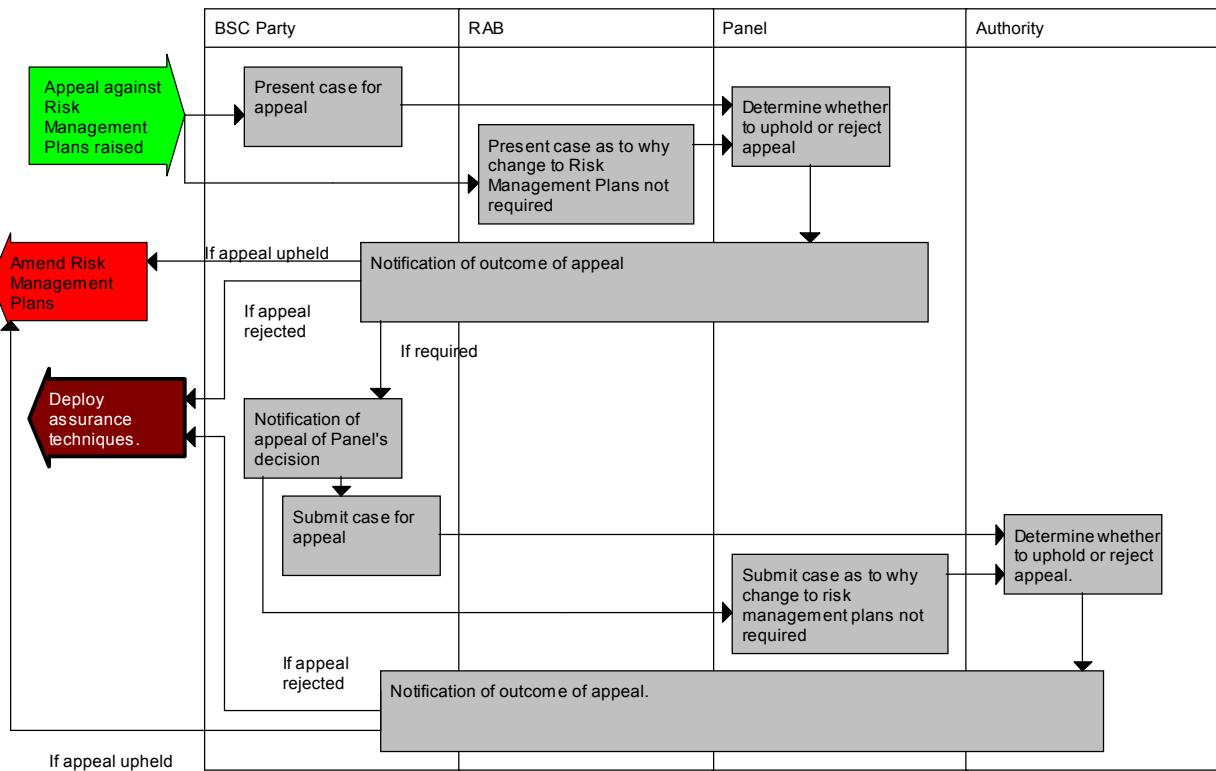 BSC Party
RAB
Panel
Authority
Appeal against
Risk
Management
Plans raised
Present case for
appeal
Determine whether
to uphold or reject
appeal
Present case as to why
change to Risk
Management Plans not
required
If appeal upheld
Amend Risk
Management
Plans
Notification of outcome of appeal
If appeal
rejected
If required
Deploy
assurance
techniques.
Notification of
appeal of Panel's
decision
Submit case for
appeal
Determine whether
to uphold or reject
appeal.
Submit case as to why
change to risk
management plans not
required
If appeal
rejected
Notification of outcome of appeal.
If appeal upheld